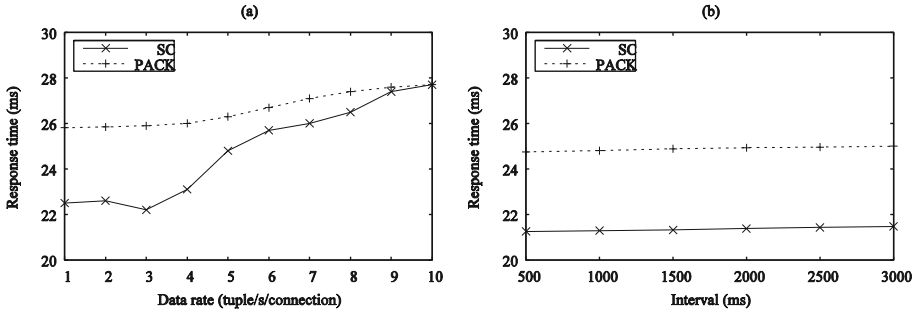 (a)
30
28
26
24
22
20
Response time (ms)
SC
PACK
1 2 3 4 5 6 7 8 9 10
Data rate (tuple/s/connection)
(b)
30
28
26
24
22
20
Response time (ms)
SC
PACK
500 1000 1500 2000 2500 3000
Interval (ms)